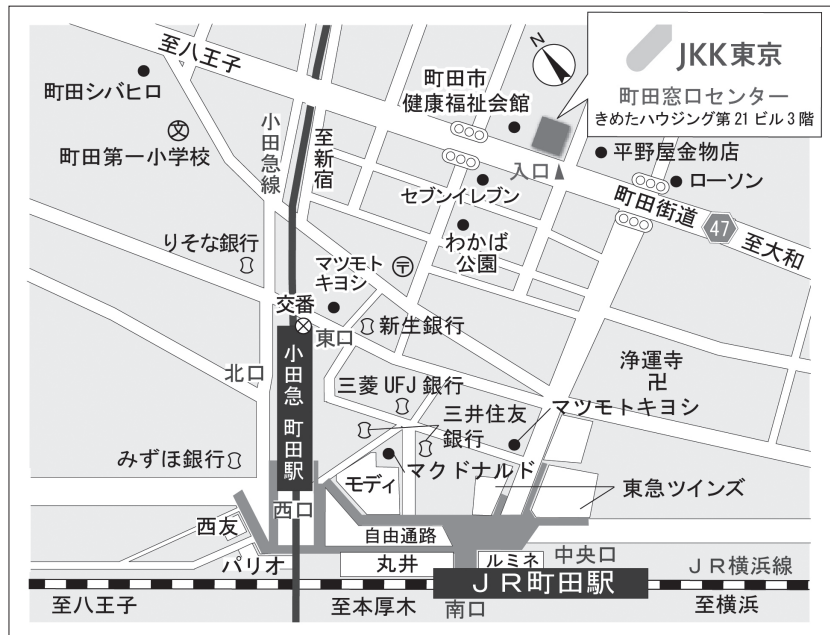 至八王子
町田シバヒロ
町田第一小学校
小田急線
至新宿
N
町田市
健康福祉会館
JKK東京
町田窓口センター
きめたハウジング第21ビル3階
入口▲
平野屋金物店
ローソン
セブンイレブン
わかば
公園
町田街道
47
至大和
りそな銀行
マツモト
キヨシ
交番
東口
新生銀行
北口
小田急 町田駅
三菱UFJ銀行
三井住友
銀行
マツモトキヨシ
浄運寺
卍
みずほ銀行
マクドナルド
モディ
東急ツインズ
西口
西友
自由通路
パリオ
丸井
ルミネ
中央口
JR横浜線
JR町田駅
至八王子
至本厚木
南口
至横浜